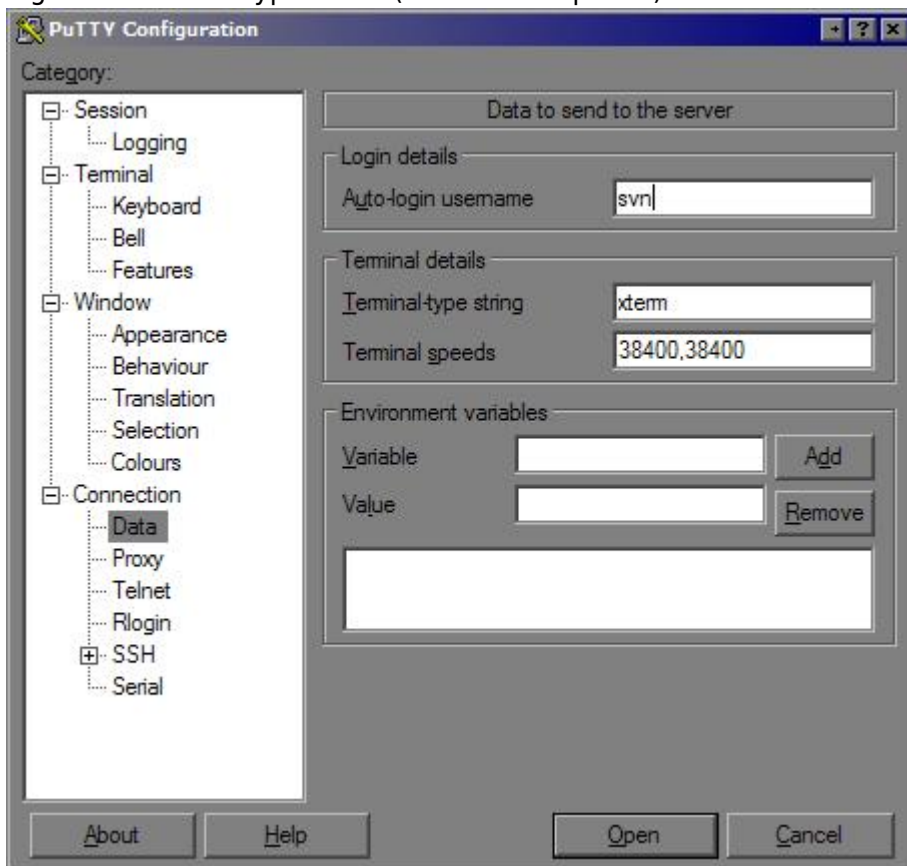 PuTTY Configuration
Category:
Session
Logging
Terminal
Keyboard
Bell
Features
Window
Appearance
Behaviour
Translation
Selection
Colours
Connection
Data
Proxy
Telnet
Rlogin
SSH
Serial
Data to send to the server
Login details
Auto-login username
svn
Terminal details
Terminal-type string
xterm
Terminal speeds
38400,38400
Environment variables
Variable
Add
Value
Remove
About
Help
Open
Cancel